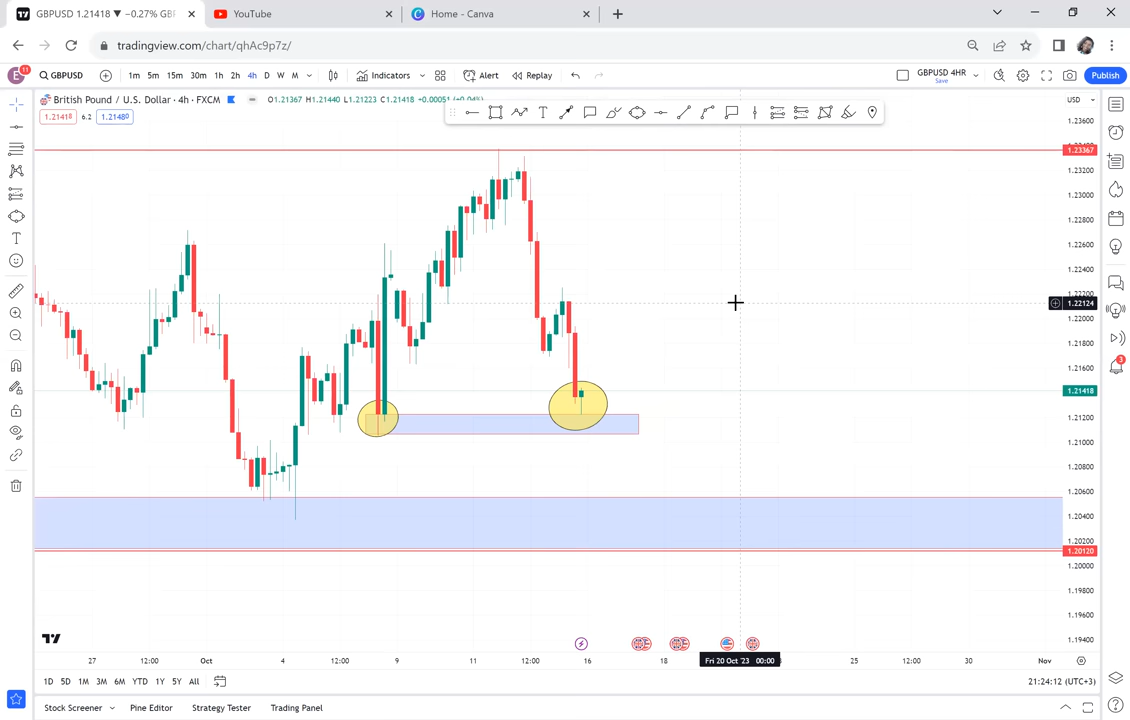 GBPUSD 1.21418 ▼ −0.27% GBP
YouTube
Home - Canva
tradingview.com/chart/qhAc9p7z/
E 11 GBPUSD 1m 5m 15m 30m 1h 2h 4h D W M Indicators Alert Replay GBPUSD 4HR Save Publish
British Pound / U.S. Dollar · 4h · FXCM O1.21367 H1.21440 L1.21223 C1.21418 +0.00051 (+0.04%) USD
1.21418 6.2 1.21480
1.23600
1.23367
1.23200
1.23000
1.22800
1.22600
1.22400
1.22124
1.22000
1.21800
1.21600
1.21418
1.21200
1.21000
1.20800
1.20600
1.20400
1.20200
1.20120
1.20000
1.19800
1.19600
1.19400
3
27 12:00 Oct 4 12:00 9 11 12:00 16 18 Fri 20 Oct '23 00:00 25 12:00 30 Nov
1D 5D 1M 3M 6M YTD 1Y 5Y All 21:24:12 (UTC+3)
Stock Screener Pine Editor Strategy Tester Trading Panel